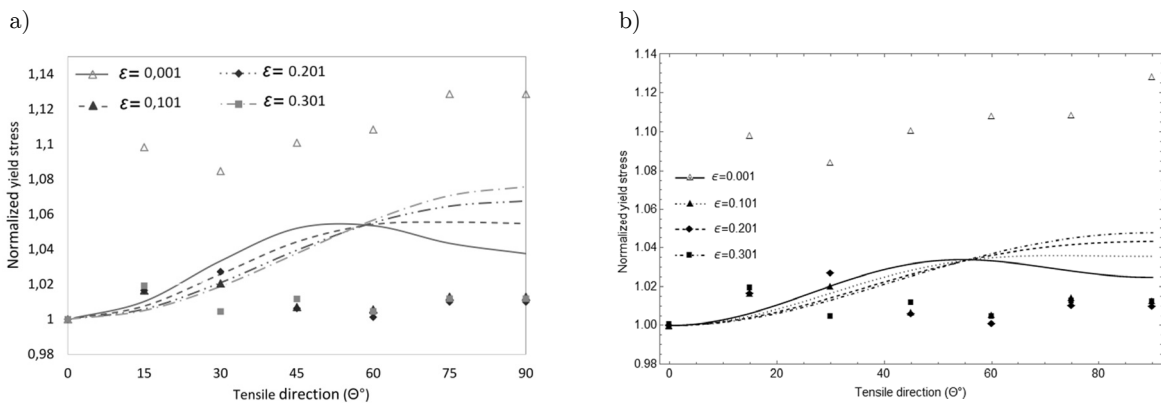 a)
Normalized yield stress
1,14
1,12
1,1
1,08
1,06
1,04
1,02
1
0,98
ε= 0,001
ε= 0.201
ε= 0,101
ε= 0.301
0 15 30 45 60 75 90
Tensile direction (Θ°)
b)
Normalized yield stress
1.14
1.12
1.10
1.08
1.06
1.04
1.02
1.00
0.98
ϵ=0.001
ϵ=0.101
ϵ=0.201
ϵ=0.301
0 20 40 60 80
Tensile direction (Θ°)